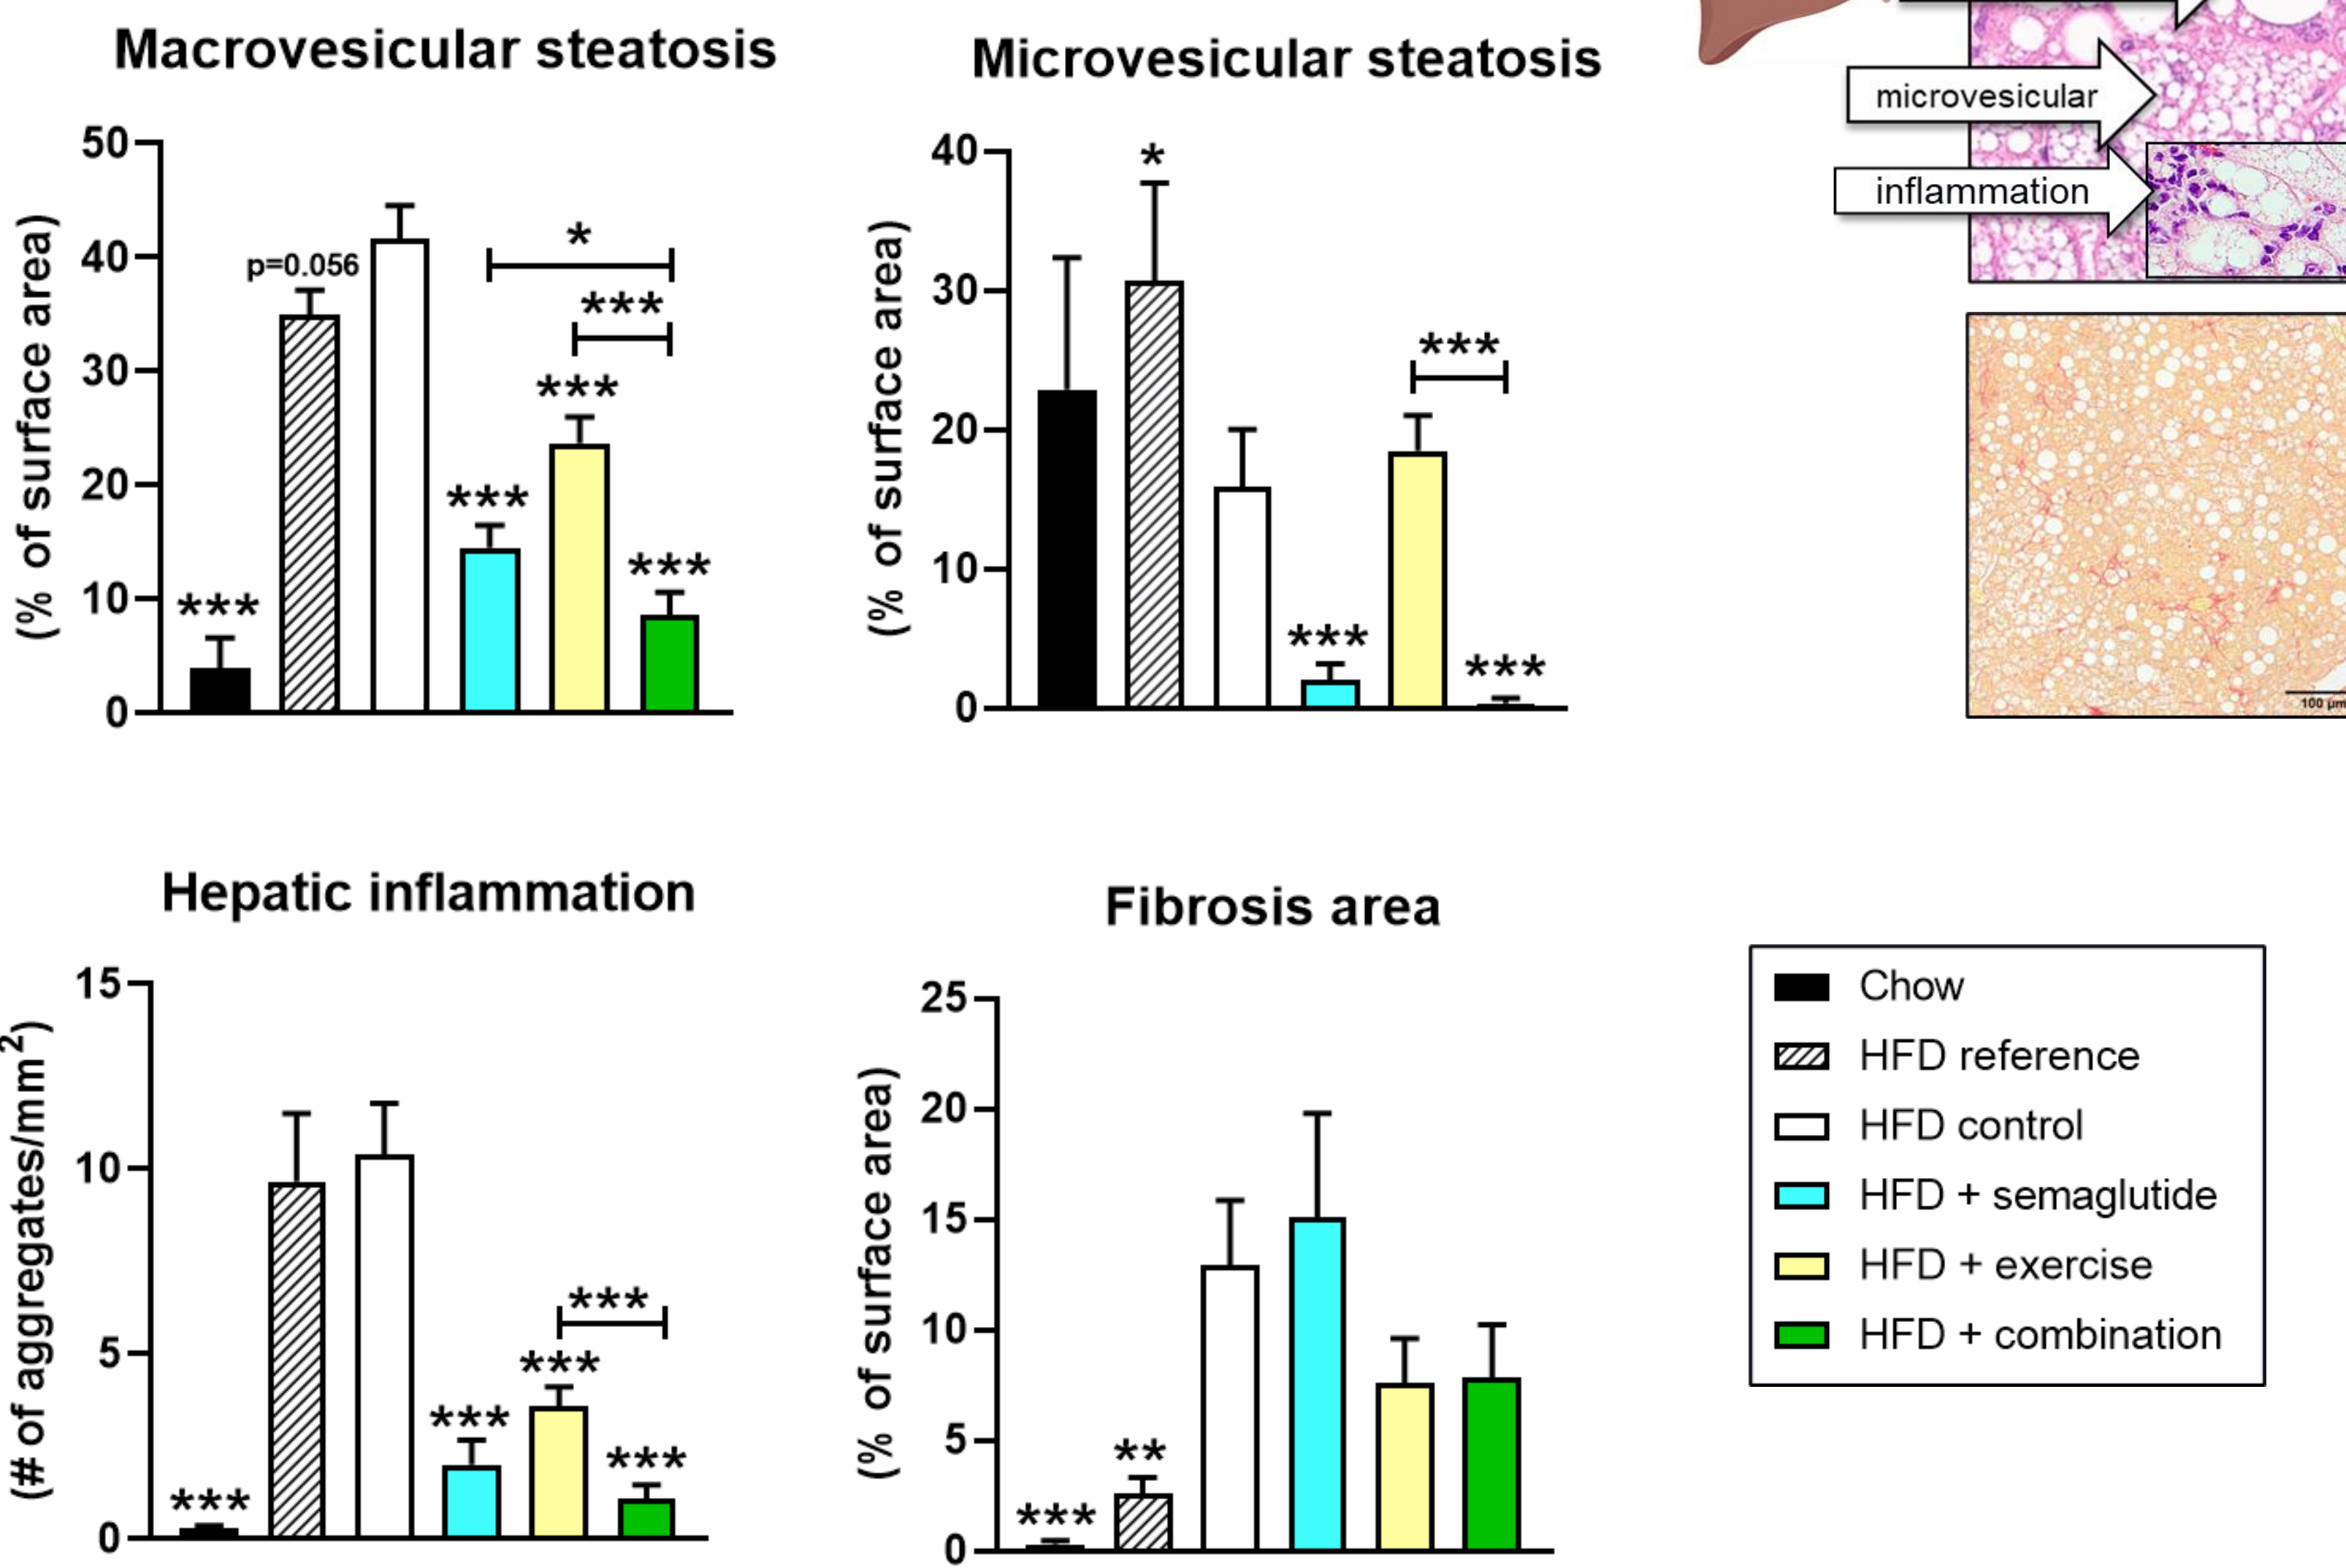 Macrovesicular steatosis
(% of surface area)
50
40
30
20
10
0
***
p=0.056
***
***
***
*
***
Microvesicular steatosis
(% of surface area)
40
30
20
10
0
*
***
***
***
microvesicular
inflammation
100 µm
Hepatic inflammation
(# of aggregates/mm²)
15
10
5
0
***
***
***
***
***
Fibrosis area
(% of surface area)
25
20
15
10
5
0
***
**
Chow
HFD reference
HFD control
HFD + semaglutide
HFD + exercise
HFD + combination